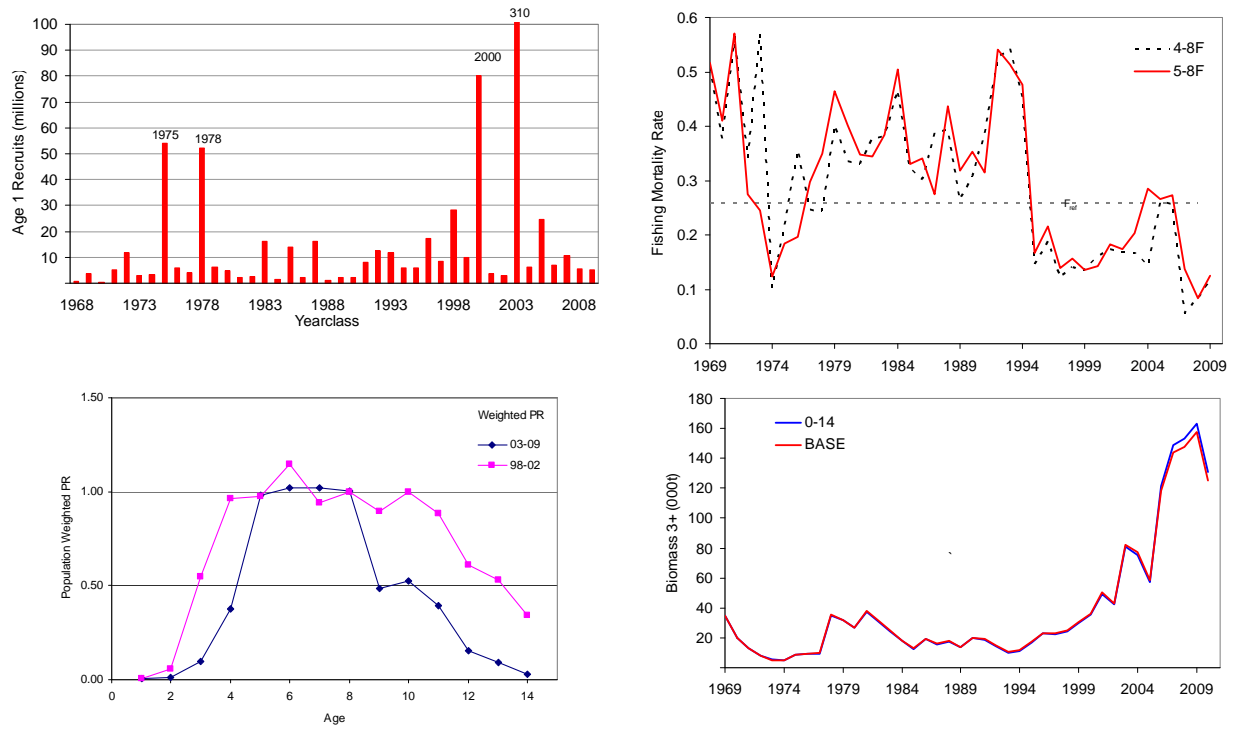 Age 1 Recruits (millions)
100
90
80
70
60
50
40
30
20
10
1975
1978
2000
310
1968 1973 1978 1983 1988 1993 1998 2003 2008
Yearclass
Fishing Mortality Rate
0.6
0.5
0.4
0.3
0.2
0.1
0.0
4-8F
5-8F
Fref
1969 1974 1979 1984 1989 1994 1999 2004 2009
Population Weighted PR
1.50
1.00
0.50
0.00
Weighted PR
03-09
98-02
0 2 4 6 8 10 12 14
Age
Biomass 3+ (000t)
180
160
140
120
100
80
60
40
20
0-14
BASE
1969 1974 1979 1984 1989 1994 1999 2004 2009